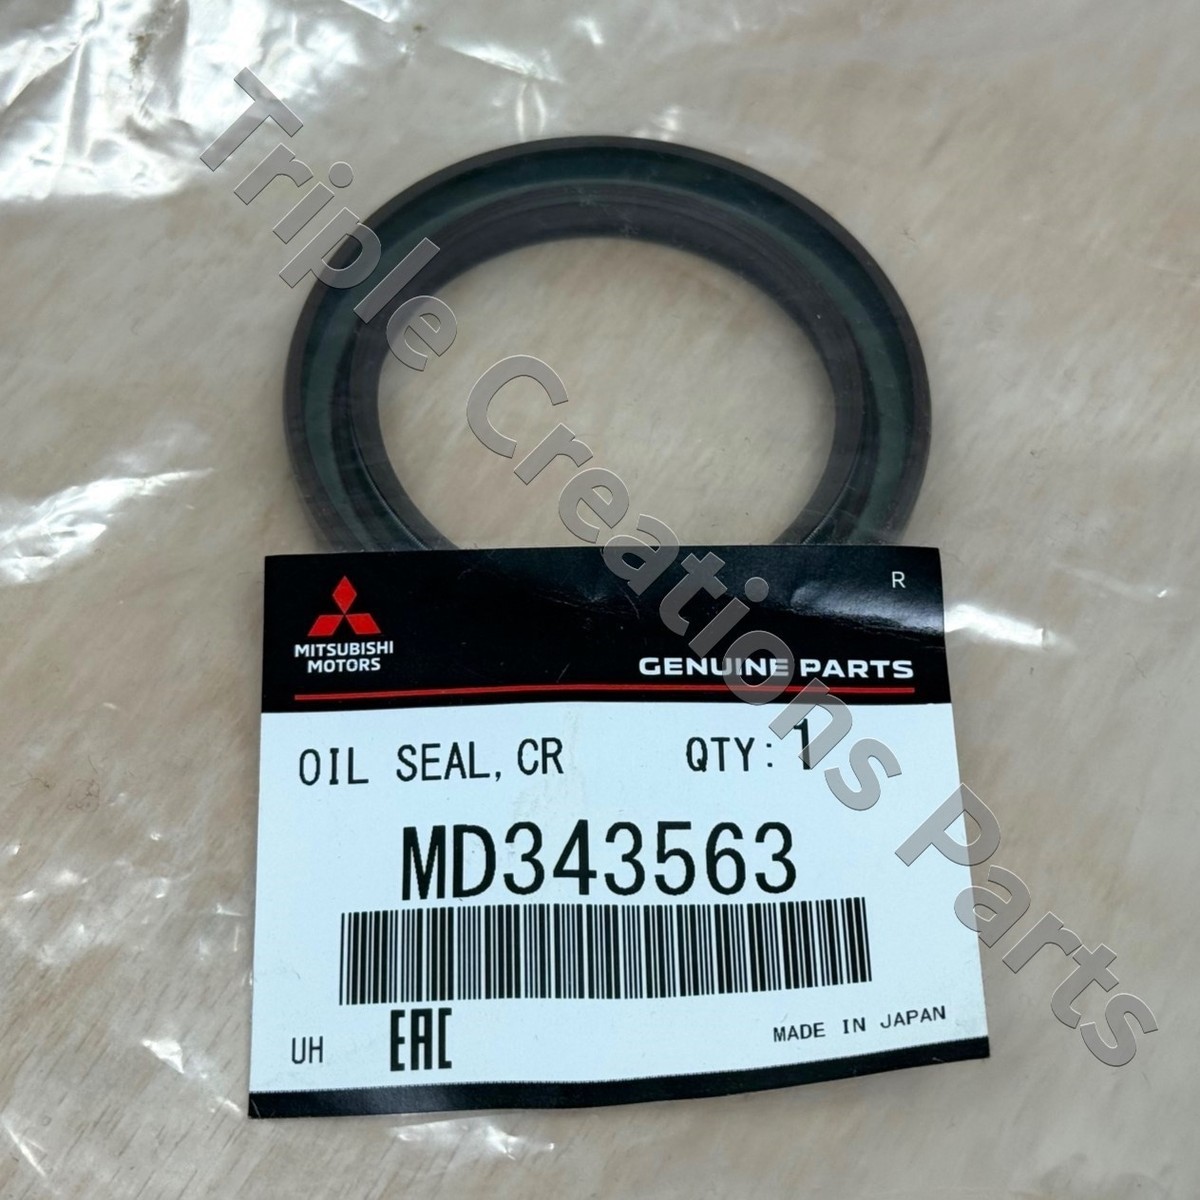 Triple Creations Parts
R
MITSUBISHI
MOTORS
GENUINE PARTS
OIL SEAL, CR QTY: 1
MD343563
UH EAC MADE IN JAPAN